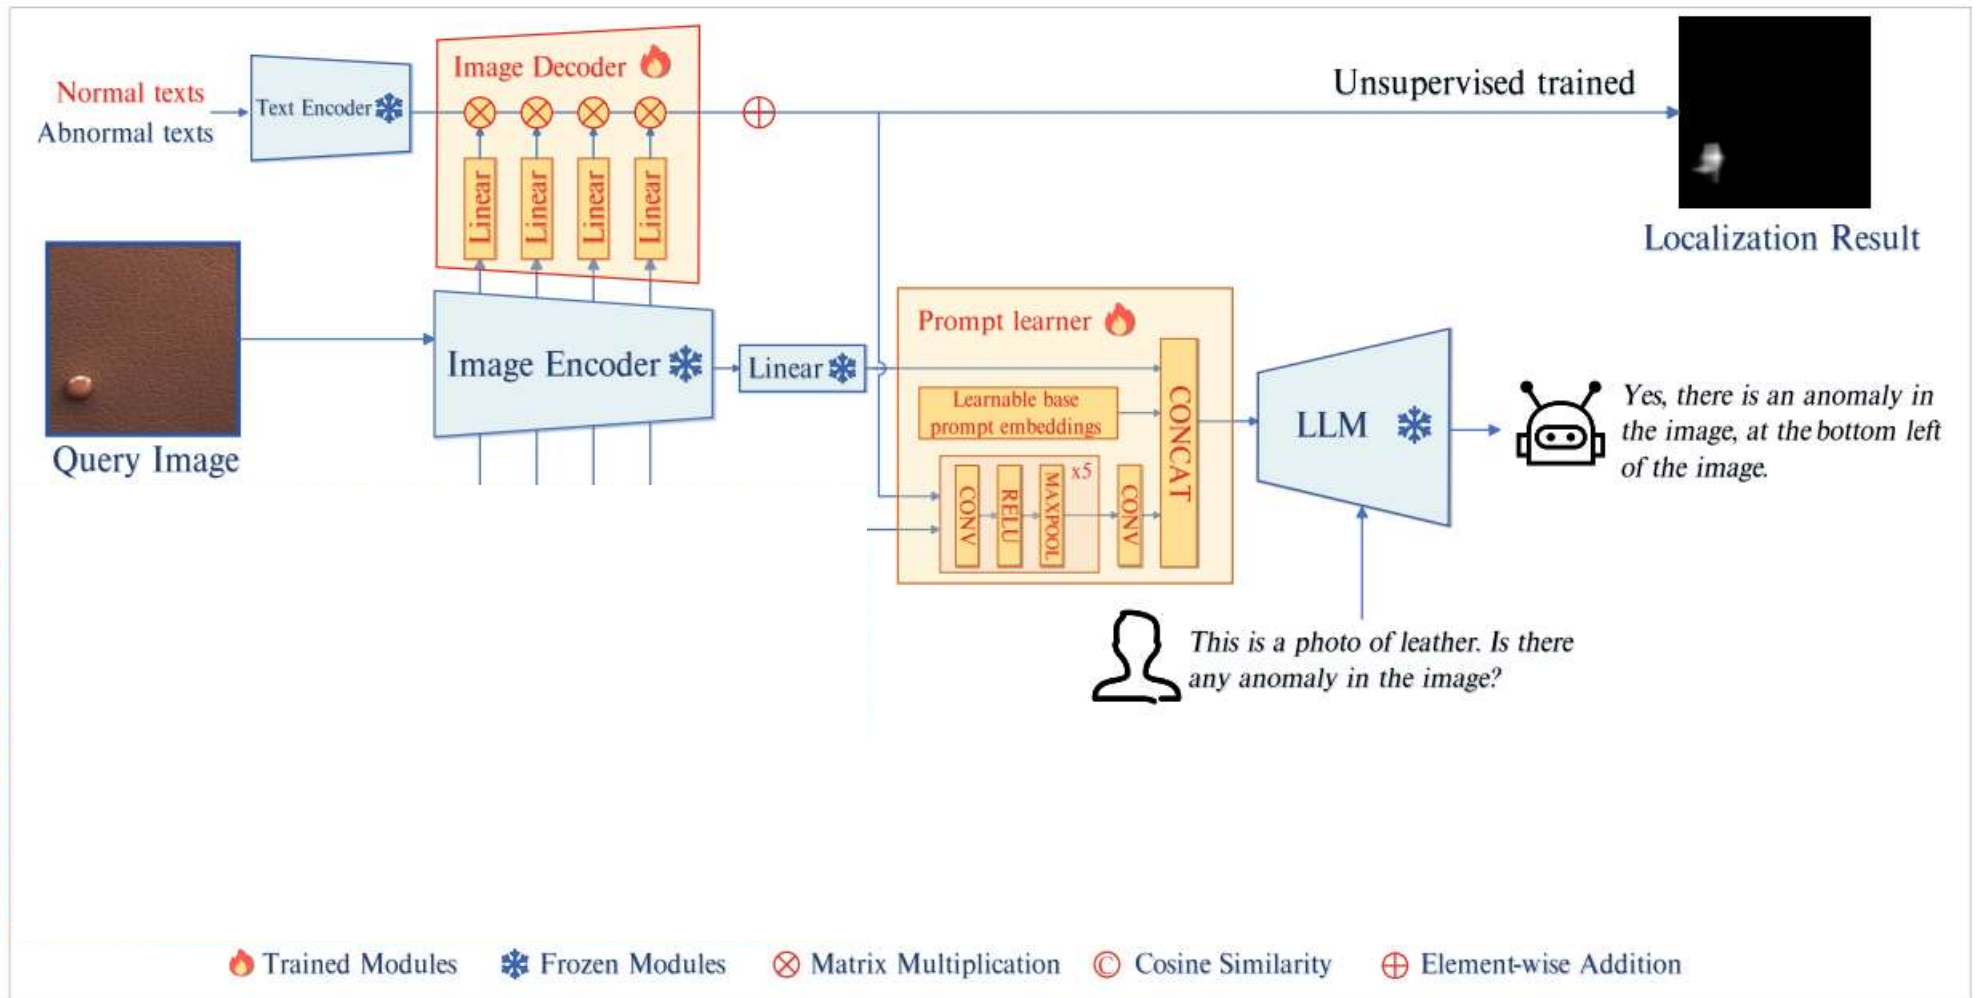 Image Decoder
Normal texts
Abnormal texts
Text Encoder
Linear
Linear
Linear
Linear
Unsupervised trained
Localization Result
Query Image
Image Encoder
Linear
Prompt learner
Learnable base
prompt embeddings
CONCAT
x5
CONV
RELU
MAXPOOL
CONV
LLM
Yes, there is an anomaly in
the image, at the bottom left
of the image.
This is a photo of leather. Is there
any anomaly in the image?
Trained Modules
Frozen Modules
Matrix Multiplication
C
Cosine Similarity
Element-wise Addition